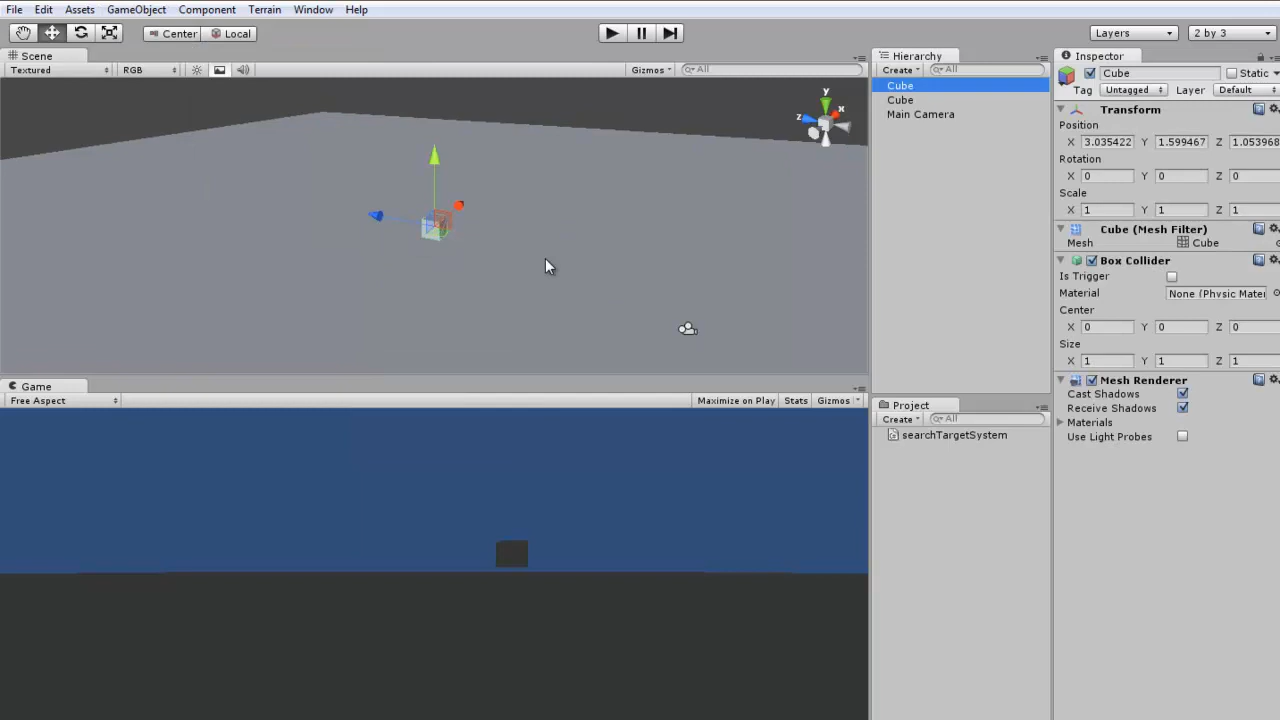 File Edit Assets GameObject Component Terrain Window Help
Center Local Layers 2 by 3
Scene
Textured RGB Gizmos All
y
x
z
Game
Free Aspect Maximize on Play Stats Gizmos
Hierarchy
Create All
Cube
Cube
Main Camera
Project
Create All
searchTargetSystem
Inspector
Cube Static
Tag Untagged Layer Default
Transform
Position
X 3.035422 Y 1.599467 Z 1.053968
Rotation
X 0 Y 0 Z 0
Scale
X 1 Y 1 Z 1
Cube (Mesh Filter)
Mesh Cube
Box Collider
Is Trigger
Material None (Physic Mater
Center
X 0 Y 0 Z 0
Size
X 1 Y 1 Z 1
Mesh Renderer
Cast Shadows
Receive Shadows
Materials
Use Light Probes